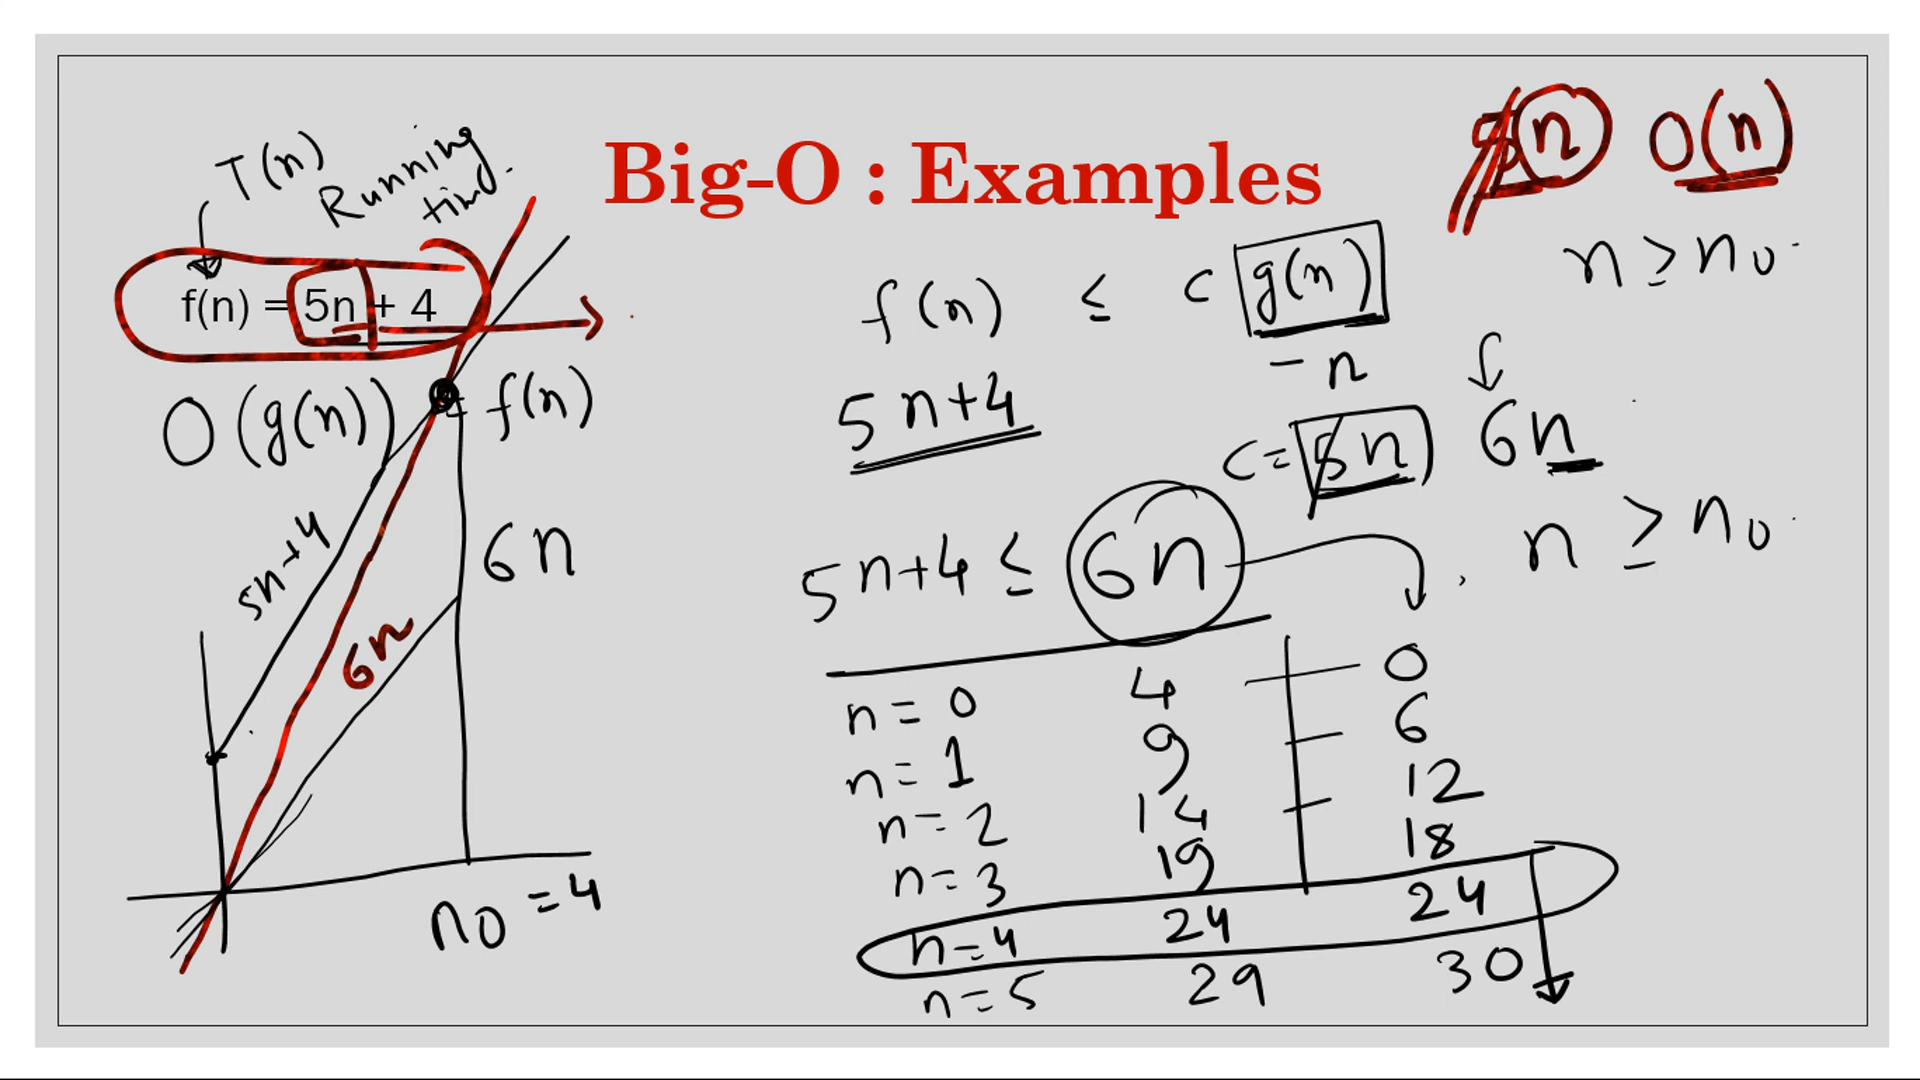 Big-O : Examples
T(n)
Running
time.
f(n) = 5n + 4
O(g(n))
f(n)
5n+4
6n
6n
n0 = 4
5n O(n)
n ≥ n0
f(n) ≤ c g(n)
- n
5n+4
c = 5n) 6n
5n+4 ≤ 6n , n ≥ n0
n = 0 4 0
n = 1 9 6
n = 2 14 12
n = 3 19 18
n = 4 24 24
n = 5 29 30